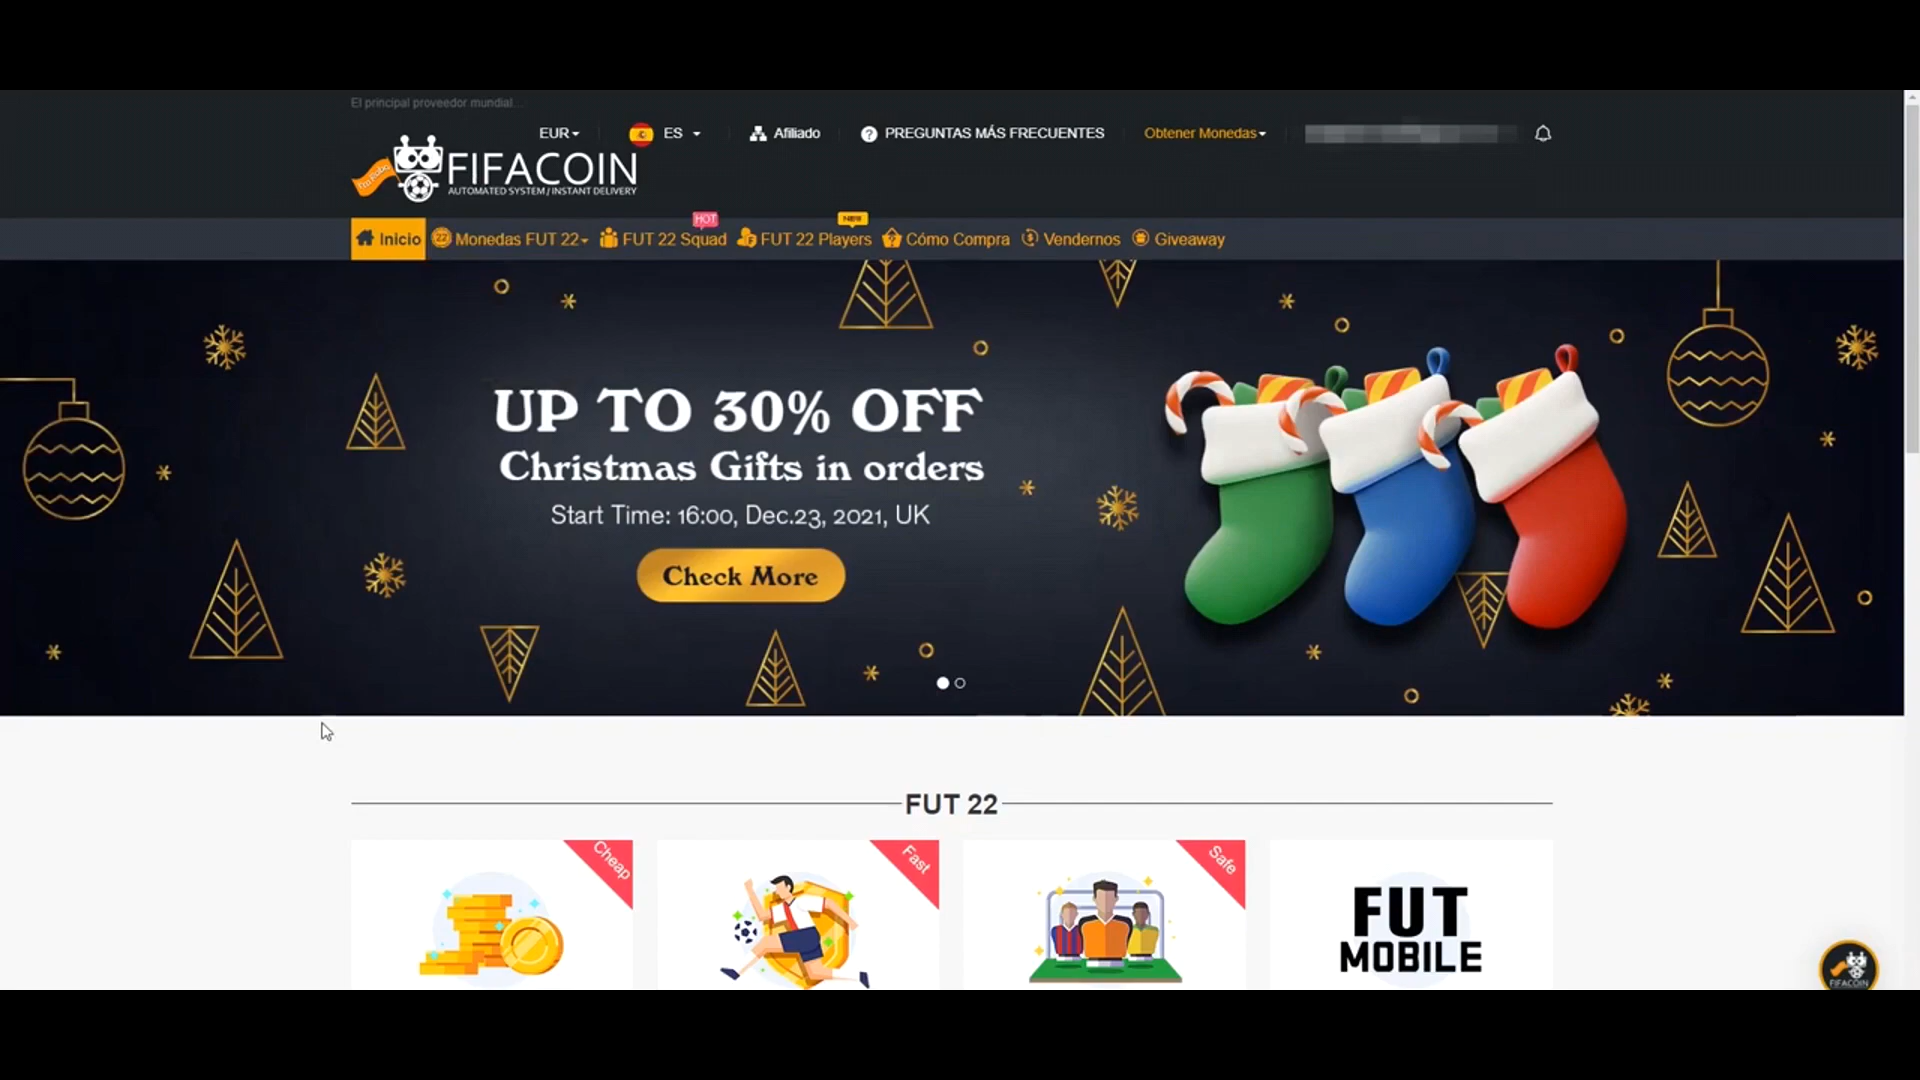 El principal proveedor mundial...
EUR
ES
Afiliado
? PREGUNTAS MÁS FRECUENTES
Obtener Monedas
I'm Robo
FIFACOIN
AUTOMATED SYSTEM / INSTANT DELIVERY
HOT
NEW
Inicio
22 Monedas FUT 22
FUT 22 Squad
FUT 22 Players
Cómo Compra
Vendernos
Giveaway
UP TO 30% OFF
Christmas Gifts in orders
Start Time: 16:00, Dec.23, 2021, UK
Check More
FUT 22
Cheap
Fast
Safe
FUT
MOBILE
FIFACOIN